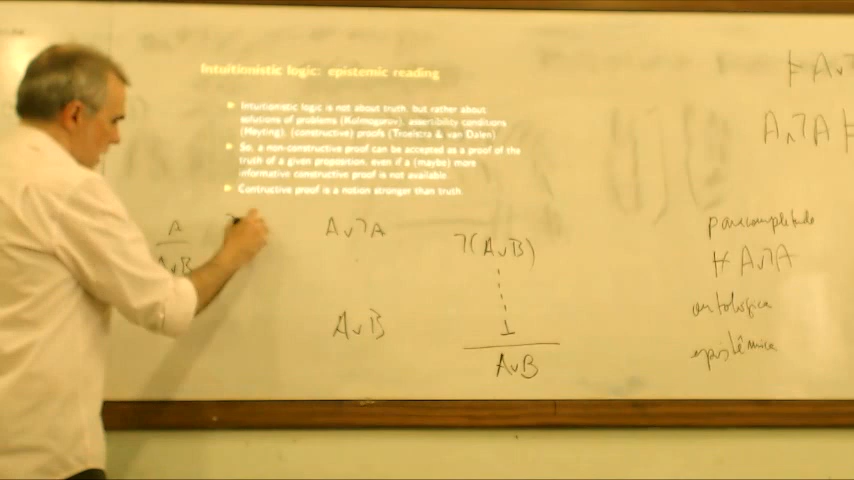 Intuitionistic logic: epistemic reading
Intuitionistic logic is not about truth, but rather about
solutions of problems (Kolmogorov), assertibility conditions
(Heyting), (constructive) proofs (Troelstra & van Dalen)
So, a non-constructive proof can be accepted as a proof of the
truth of a given proposition, even if a (maybe) more
informative constructive proof is not available.
Contructive proof is a notion stronger than truth
⊬ A∨
A∧¬A ⊬
A
A∨B
A∨¬A
A∨B
¬(A∨B)
⊥
A∨B
paracompletude
⊬ A∨¬A
ontológica
epistêmica